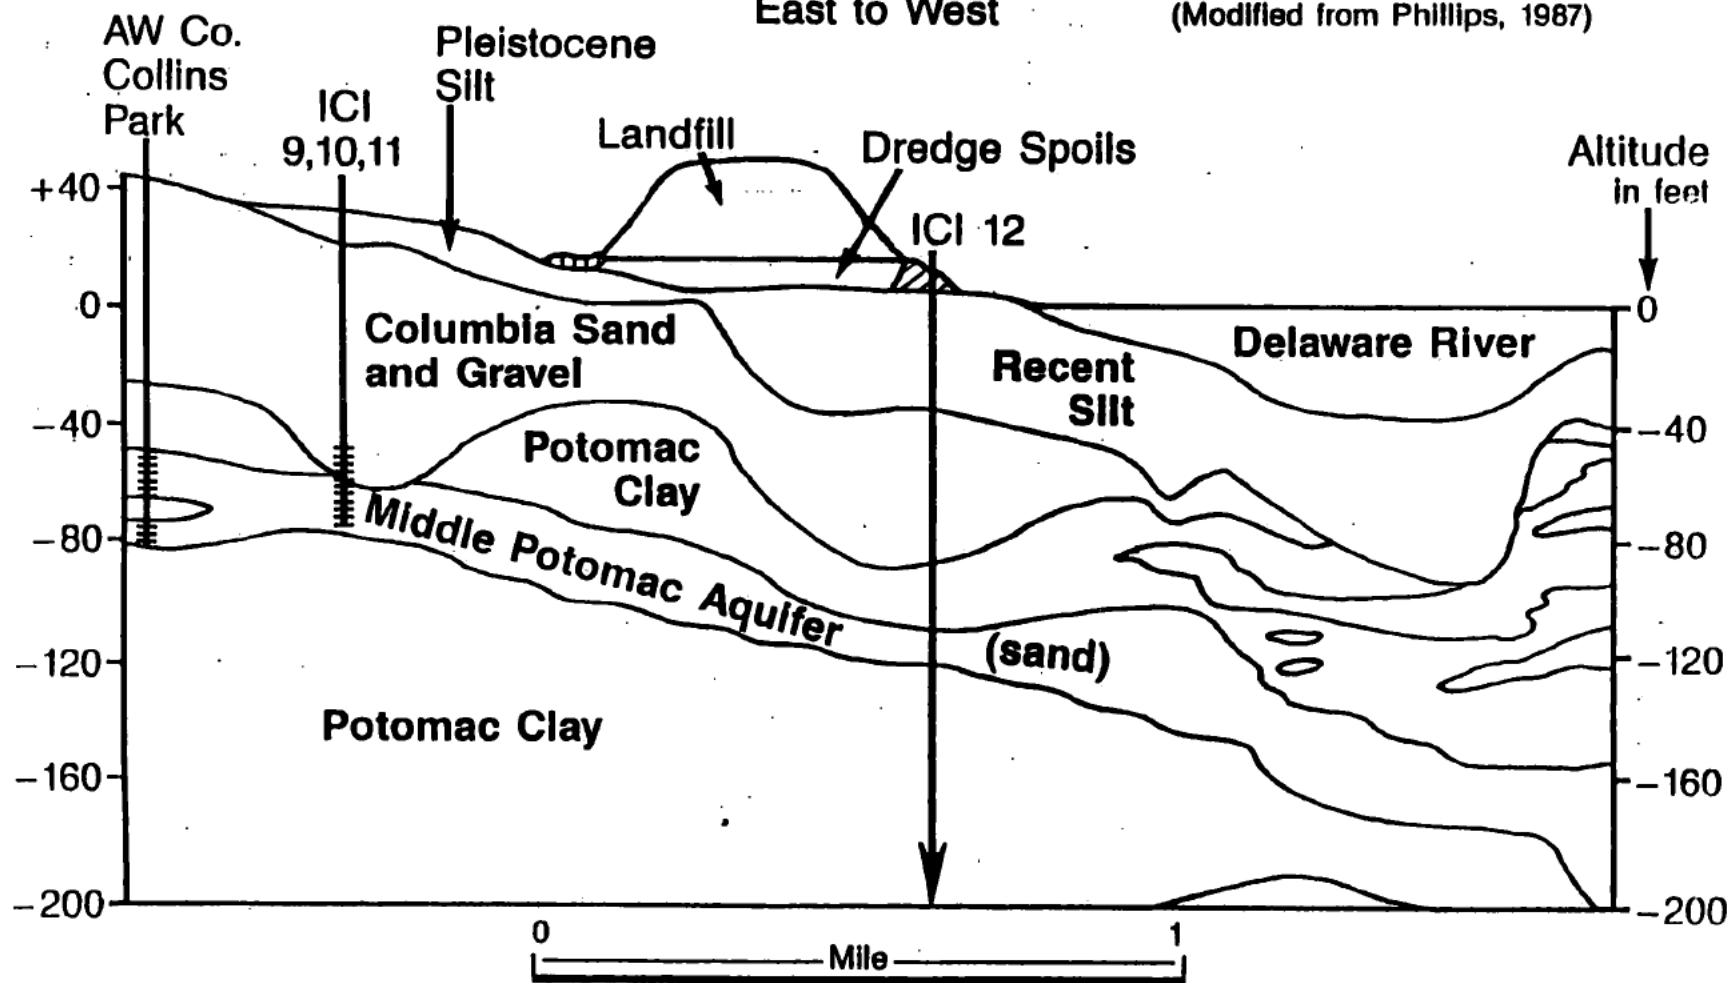 East to West
(Modified from Phillips, 1987)
AW Co.
Collins
Park
Pleistocene
Silt
ICI
9,10,11
Landfill
Dredge Spoils
ICI 12
Altitude
in feet
+40
0
-40
-80
-120
-160
-200
0
-40
-80
-120
-160
-200
Columbia Sand
and Gravel
Delaware River
Recent
Silt
Potomac
Clay
Middle Potomac Aquifer
(sand)
Potomac Clay
0
1
Mile